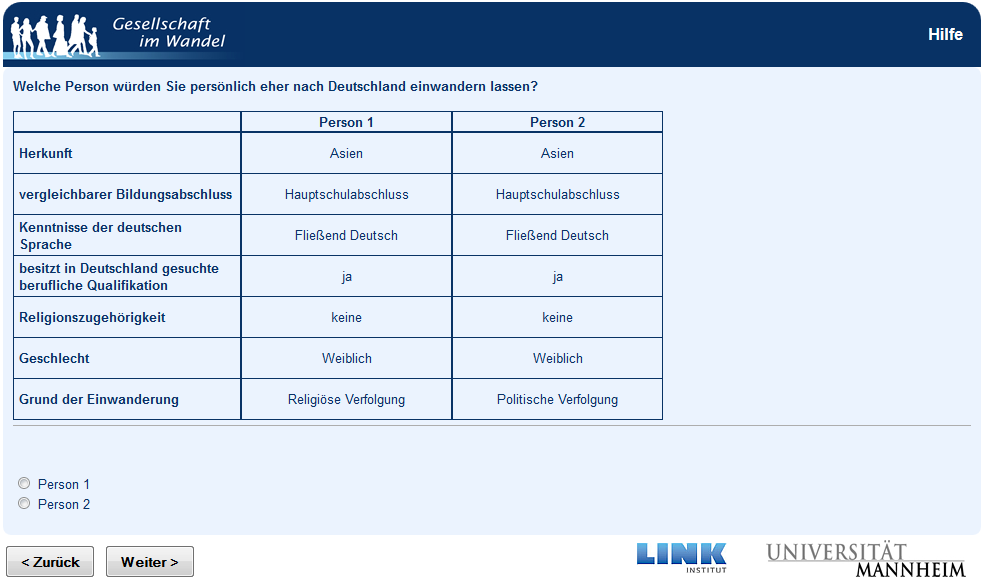 Gesellschaft
im Wandel
Hilfe
Welche Person würden Sie persönlich eher nach Deutschland einwandern lassen?
Person 1 Person 2
Herkunft Asien Asien
vergleichbarer Bildungsabschluss Hauptschulabschluss Hauptschulabschluss
Kenntnisse der deutschen
Sprache Fließend Deutsch Fließend Deutsch
besitzt in Deutschland gesuchte
berufliche Qualifikation ja ja
Religionszugehörigkeit keine keine
Geschlecht Weiblich Weiblich
Grund der Einwanderung Religiöse Verfolgung Politische Verfolgung
Person 1
Person 2
< Zurück Weiter >
LINK
INSTITUT
UNIVERSITÄT
MANNHEIM